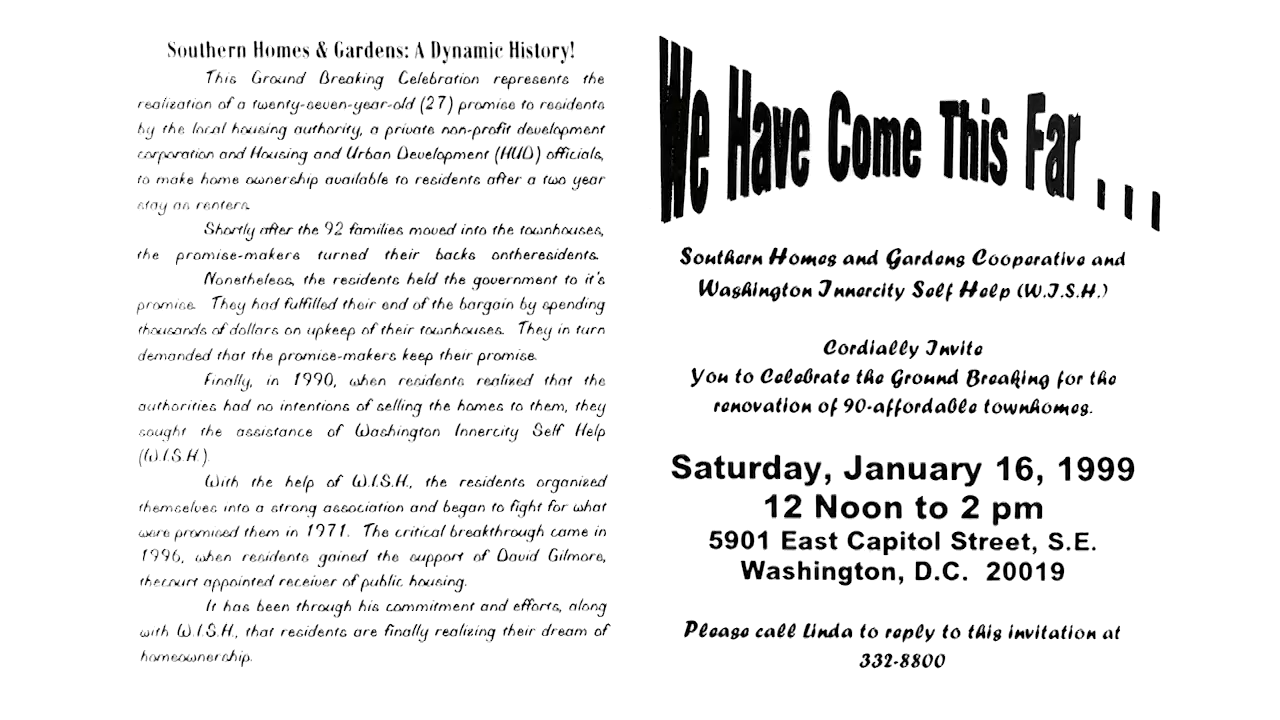 Southern Homes & Gardens: A Dynamic History!
This Ground Breaking Celebration represents the
realization of a twenty-seven-year-old (27) promise to residents
by the local housing authority, a private non-profit development
corporation and Housing and Urban Development (HUD) officials,
to make home ownership available to residents after a two year
stay as renters.
Shortly after the 92 families moved into the townhouses,
the promise-makers turned their backs ontheresidents.
Nonetheless, the residents held the government to it's
promise. They had fulfilled their end of the bargain by spending
thousands of dollars on upkeep of their townhouses. They in turn
demanded that the promise-makers keep their promise.
Finally, in 1990, when residents realized that the
authorities had no intentions of selling the homes to them, they
sought the assistance of Washington Innercity Self Help
(W.I.S.H.).
With the help of W.I.S.H., the residents organized
themselves into a strong association and began to fight for what
were promised them in 1971. The critical breakthrough came in
1996, when residents gained the support of David Gilmore,
thecourt appointed receiver of public housing.
It has been through his commitment and efforts, along
with W.I.S.H., that residents are finally realizing their dream of
homeownership.
We Have Come This Far . . .
Southern Homes and Gardens Cooperative and
Washington Innercity Self Help (W.I.S.H.)
Cordially Invite
You to Celebrate the Ground Breaking for the
renovation of 90-affordable townhomes.
Saturday, January 16, 1999
12 Noon to 2 pm
5901 East Capitol Street, S.E.
Washington, D.C. 20019
Please call Linda to reply to this invitation at
332-8800